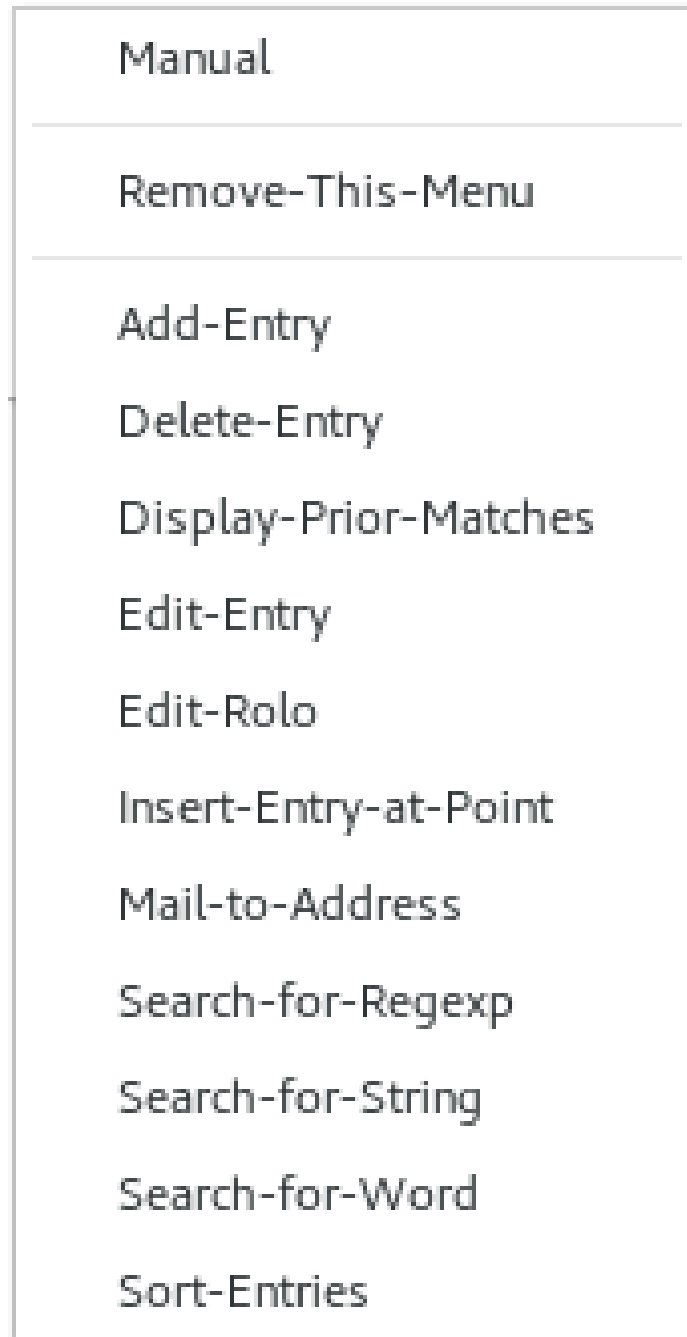 Manual
Remove-This-Menu
Add-Entry
Delete-Entry
Display-Prior-Matches
Edit-Entry
Edit-Rolo
Insert-Entry-at-Point
Mail-to-Address
Search-for-Regexp
Search-for-String
Search-for-Word
Sort-Entries